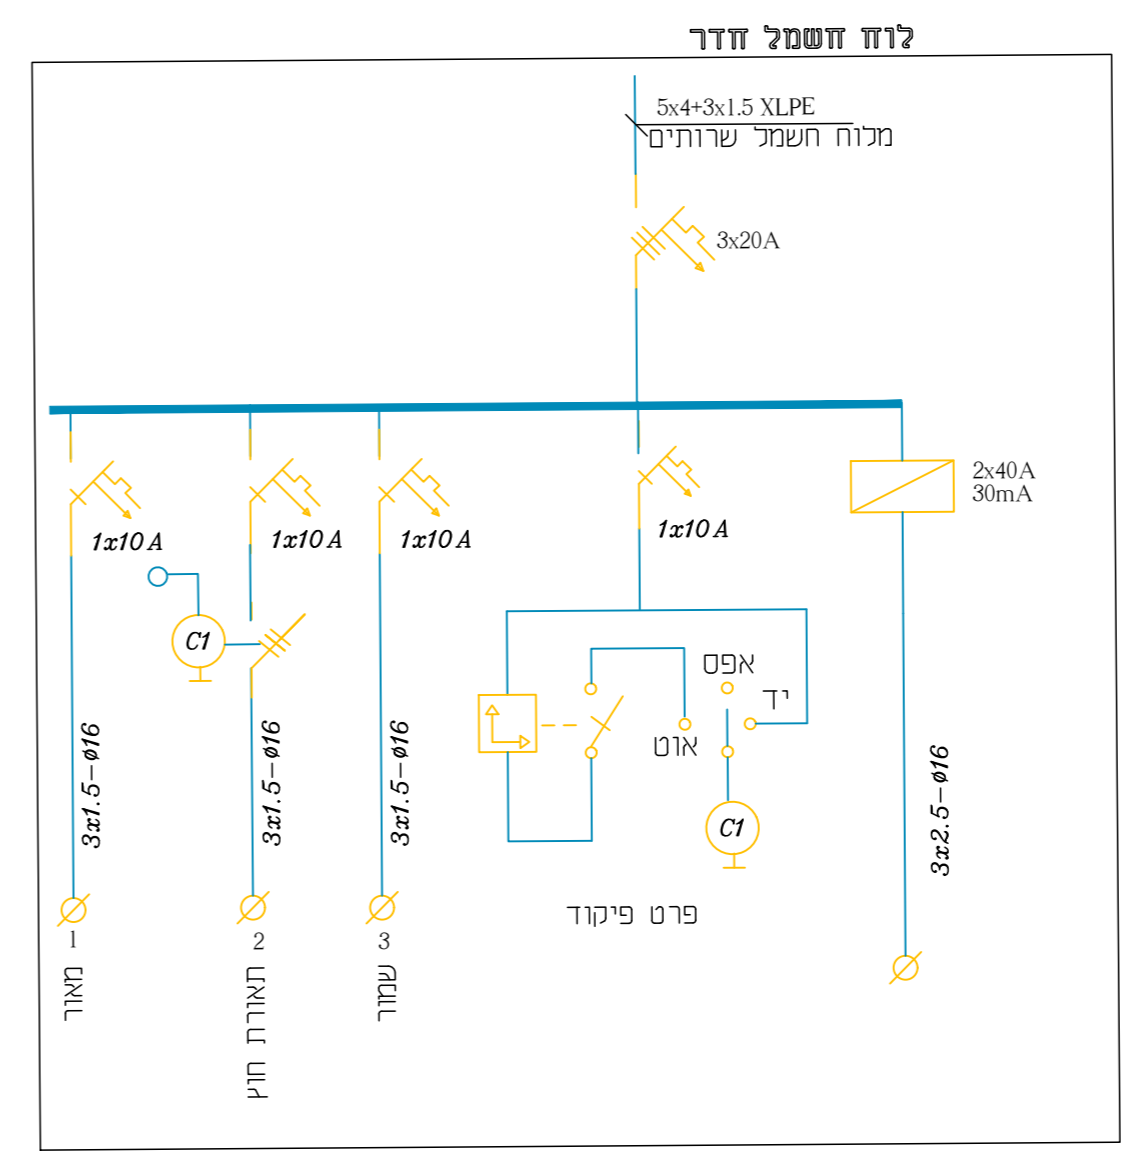 לוח חשמל חדר
5x4+3x1.5 XLPE
מלוח חשמל שרותים
3x20A
2x40A
30mA
1x10A
1x10A
1x10A
1x10A
C1
אפס
יד
אוט
C1
3x1.5-ø16
3x1.5-ø16
3x1.5-ø16
3x2.5-ø16
פרט פיקוד
1
2
3
מאור
תאורת חוץ
שמור